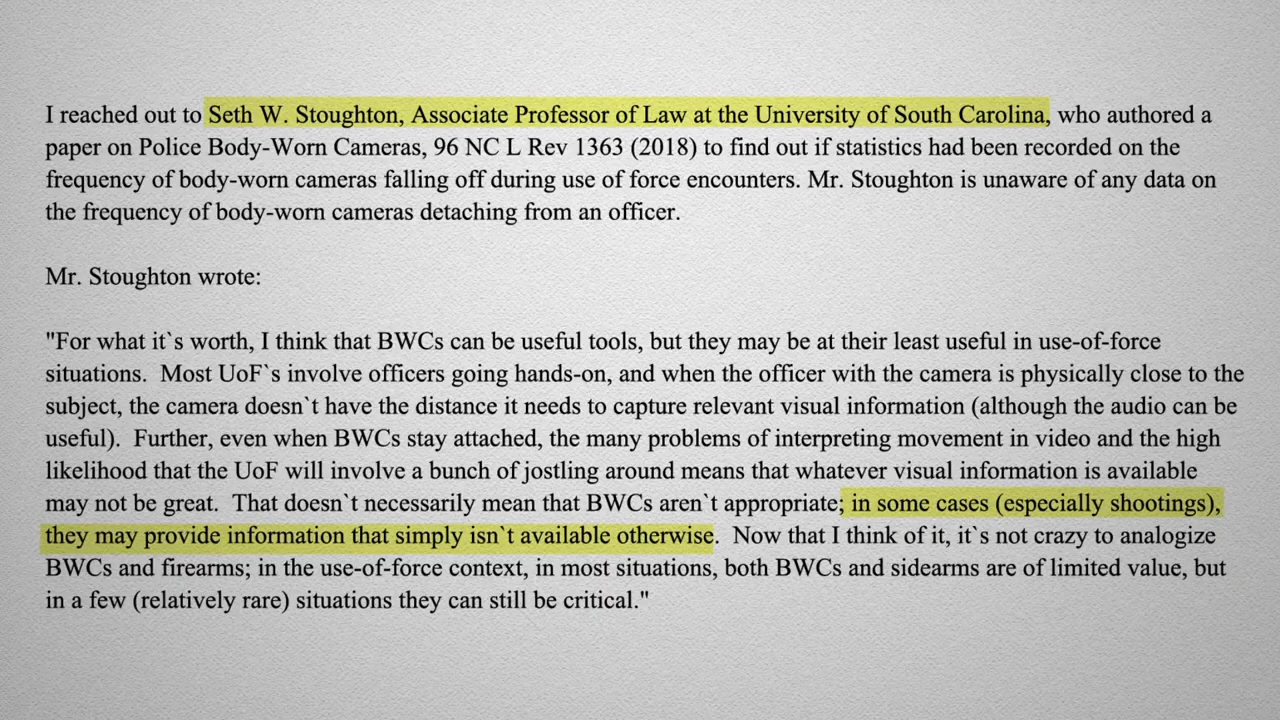 I reached out to Seth W. Stoughton, Associate Professor of Law at the University of South Carolina, who authored a
paper on Police Body-Worn Cameras, 96 NC L Rev 1363 (2018) to find out if statistics had been recorded on the
frequency of body-worn cameras falling off during use of force encounters. Mr. Stoughton is unaware of any data on
the frequency of body-worn cameras detaching from an officer.
Mr. Stoughton wrote:
"For what it`s worth, I think that BWCs can be useful tools, but they may be at their least useful in use-of-force
situations.  Most UoF`s involve officers going hands-on, and when the officer with the camera is physically close to the
subject, the camera doesn`t have the distance it needs to capture relevant visual information (although the audio can be
useful).  Further, even when BWCs stay attached, the many problems of interpreting movement in video and the high
likelihood that the UoF will involve a bunch of jostling around means that whatever visual information is available
may not be great.  That doesn`t necessarily mean that BWCs aren`t appropriate; in some cases (especially shootings),
they may provide information that simply isn`t available otherwise.  Now that I think of it, it`s not crazy to analogize
BWCs and firearms; in the use-of-force context, in most situations, both BWCs and sidearms are of limited value, but
in a few (relatively rare) situations they can still be critical."